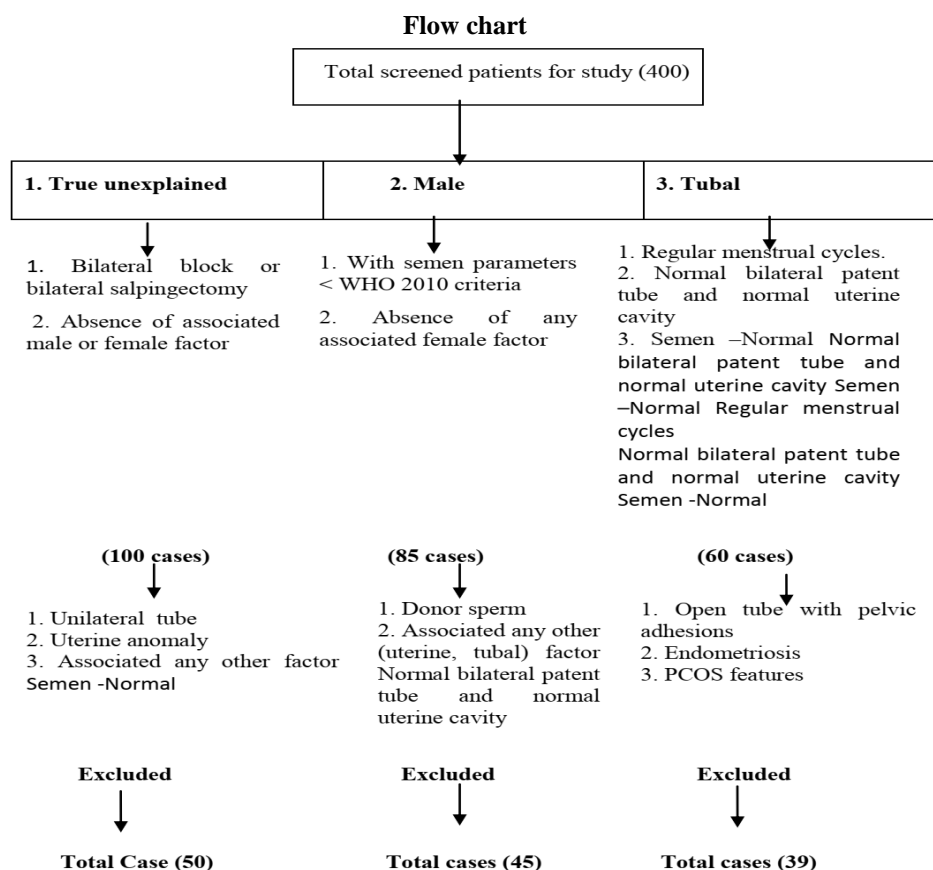 Flow chart
Total screened patients for study (400)
1. True unexplained
2. Male
3. Tubal
1. Bilateral block or
bilateral salpingectomy
2. Absence of associated
male or female factor
1. With semen parameters
< WHO 2010 criteria
2. Absence of any
associated female factor
1. Regular menstrual cycles.
2. Normal bilateral patent
tube and normal uterine
cavity
3. Semen –Normal Normal
bilateral patent tube and
normal uterine cavity Semen
–Normal Regular menstrual
cycles
Normal bilateral patent tube
and normal uterine cavity
Semen -Normal
(100 cases)
(85 cases)
(60 cases)
1. Unilateral tube
2. Uterine anomaly
3. Associated any other factor
Semen -Normal
1. Donor sperm
2. Associated any other
(uterine, tubal) factor
Normal bilateral patent
tube and normal
uterine cavity
1. Open tube with pelvic
adhesions
2. Endometriosis
3. PCOS features
Excluded
Excluded
Excluded
Total Case (50)
Total cases (45)
Total cases (39)